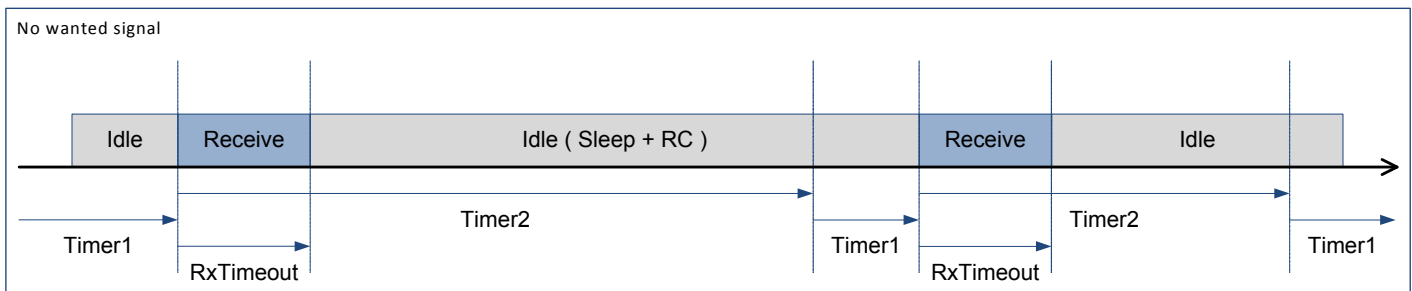 No wanted signal
Idle
Receive
Idle ( Sleep + RC )
Receive
Idle
Timer2
Timer2
Timer1
Timer1
Timer1
RxTimeout
RxTimeout